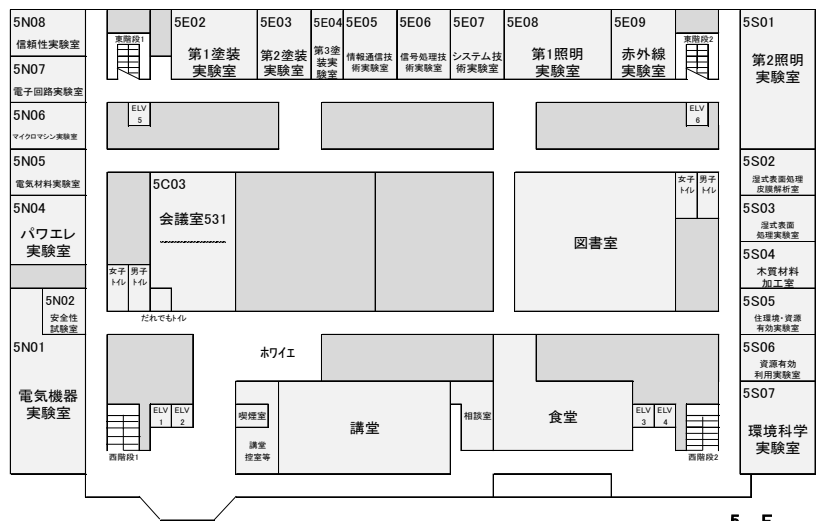 5N08
信頼性実験室
5N07
電子回路実験室
5N06
マイクロマシン実験室
5N05
電気材料実験室
5N04
パワエレ
実験室
5N02
安全性
試験室
5N01
電気機器
実験室
東階段1
5E02
第1塗装
実験室
5E03
第2塗装
実験室
5E04
第3塗
装実
験室
5E05
情報通信技
術実験室
5E06
信号処理技
術実験室
5E07
システム技
術実験室
5E08
第1照明
実験室
5E09
赤外線
実験室
東階段2
5S01
第2照明
実験室
ELV
5
ELV
6
5C03
会議室531
女子
トイレ
男子
トイレ
だれでもトイレ
図書室
女子
トイレ
男子
トイレ
5S02
湿式表面処理
皮膜解析室
5S03
湿式表面
処理実験室
5S04
木質材料
加工室
5S05
住環境・資源
有効実験室
5S06
資源有効
利用実験室
5S07
環境科学
実験室
ホワイエ
西階段1
ELV
1
ELV
2
喫煙室
講堂
控室等
講堂
相談室
食堂
ELV
3
ELV
4
西階段2
5 F